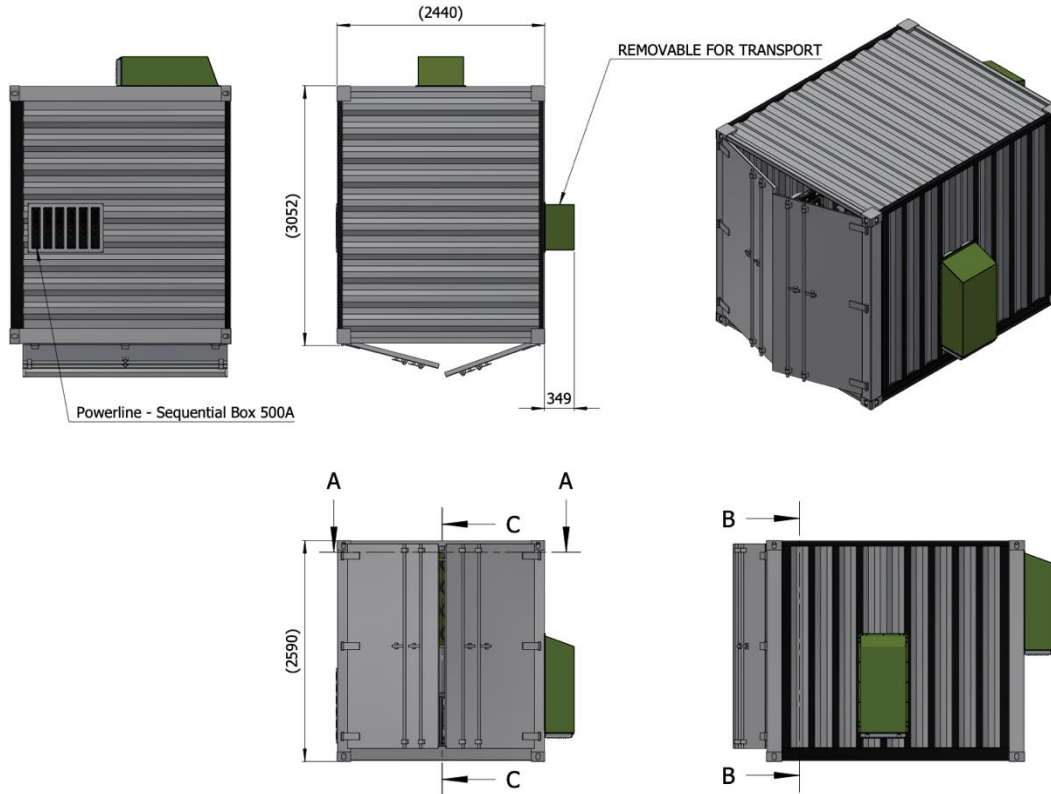 (2440)
REMOVABLE FOR TRANSPORT
(3052)
349
Powerline - Sequential Box 500A
A
A
C
B
(2590)
C
B